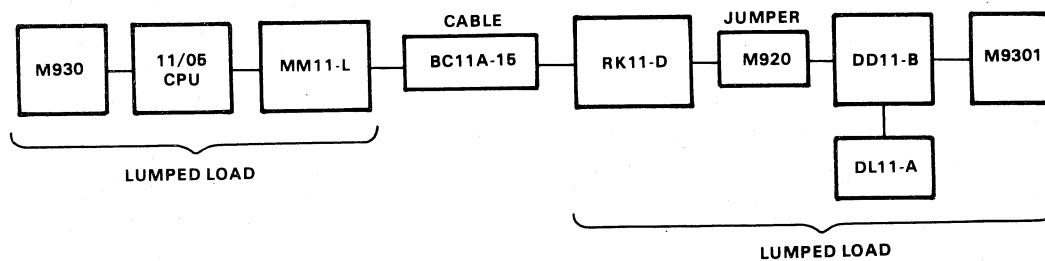 M930
11/05
CPU
MM11-L
CABLE
BC11A-15
RK11-D
JUMPER
M920
DD11-B
M9301
DL11-A
LUMPED LOAD
LUMPED LOAD